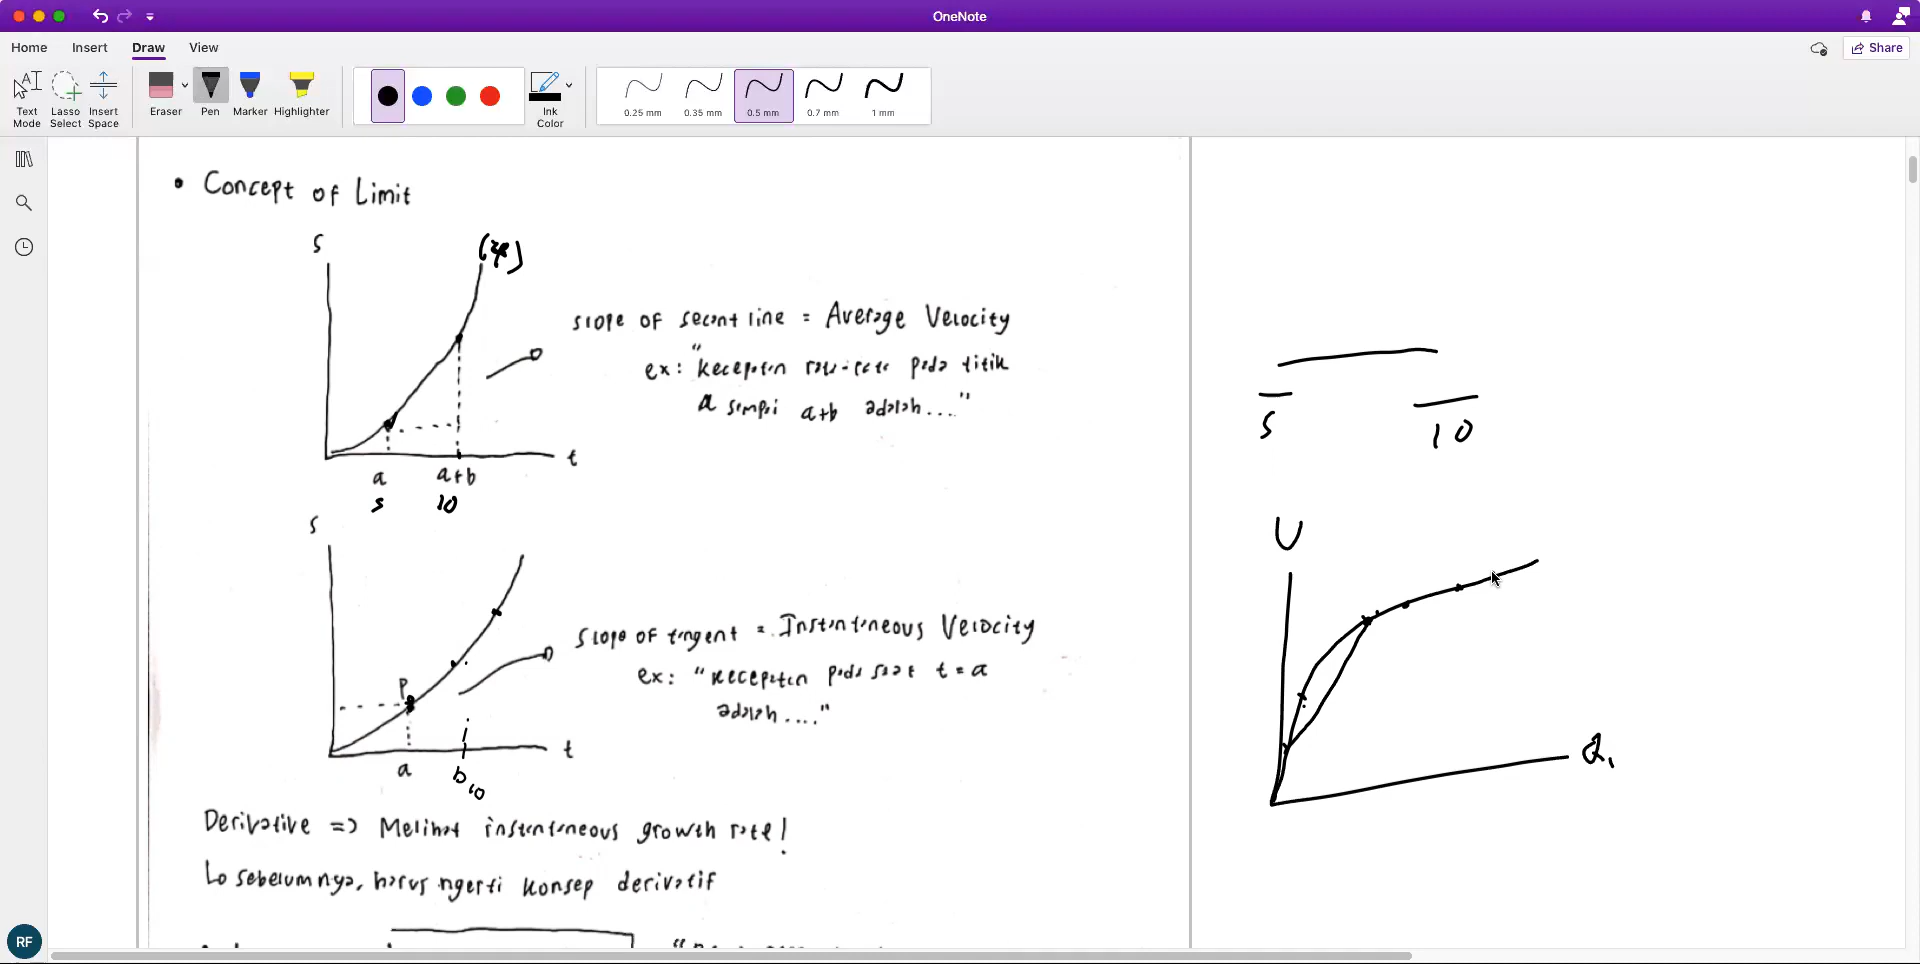 OneNote
Home Insert Draw View
Share
Text Mode
Lasso Select
Insert Space
Eraser
Pen
Marker
Highlighter
Ink Color
0.25 mm
0.35 mm
0.5 mm
0.7 mm
1 mm
• Concept of Limit
S
t
a
a+b
5
10
slope of secant line = Average Velocity
ex: "Kecepatan rata-rata pada titik
a sampai a+b adalah ...."
S
P
t
a
b
10
slope of tangent = Instantaneous Velocity
ex: "Kecepatan pada saat t = a
adalah ...."
Derivative => Melihat instantaneous growth rate!
Lo sebelumnya, harus ngerti konsep derivatif
5
10
U
Q1
RF